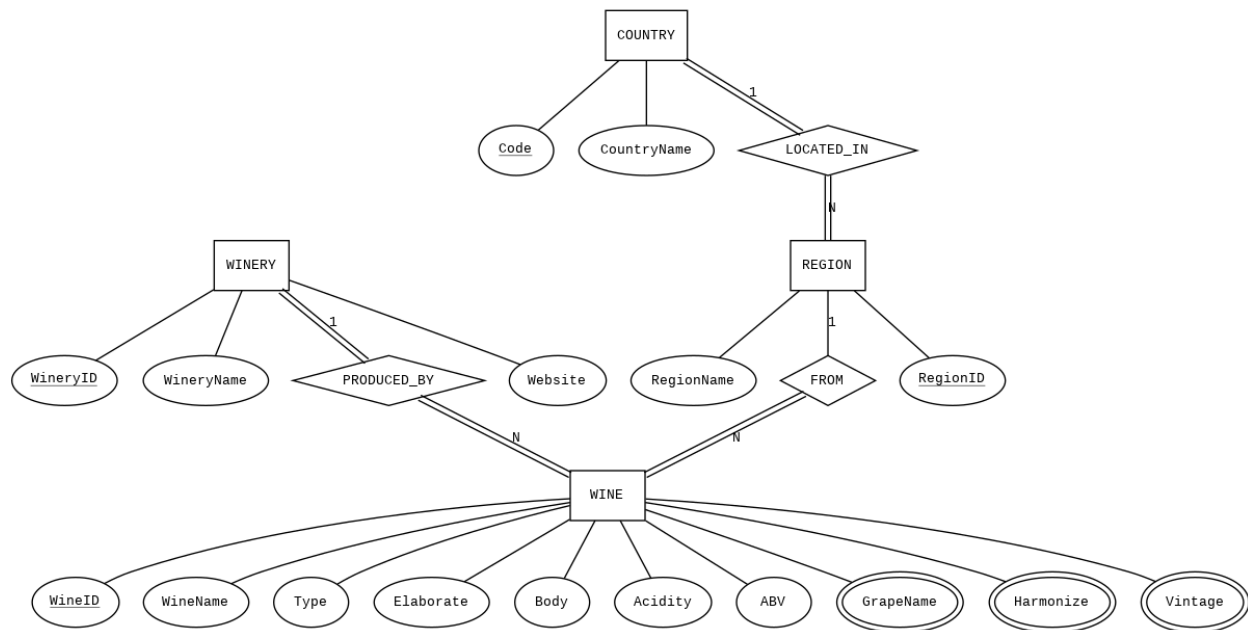 COUNTRY
1
Code
CountryName
LOCATED_IN
N
WINERY
REGION
1
1
WineryID
WineryName
PRODUCED_BY
Website
RegionName
FROM
RegionID
N
N
WINE
WineID
WineName
Type
Elaborate
Body
Acidity
ABV
GrapeName
Harmonize
Vintage